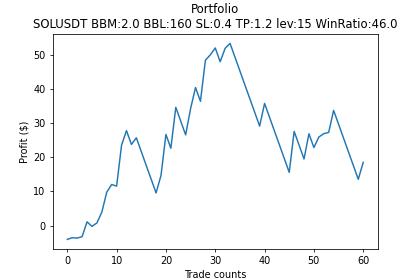 Portfolio
SOLUSDT BBM:2.0 BBL:160 SL:0.4 TP:1.2 lev:15 WinRatio:46.0
Profit ($)
50
40
30
20
10
0
0 10 20 30 40 50 60
Trade counts